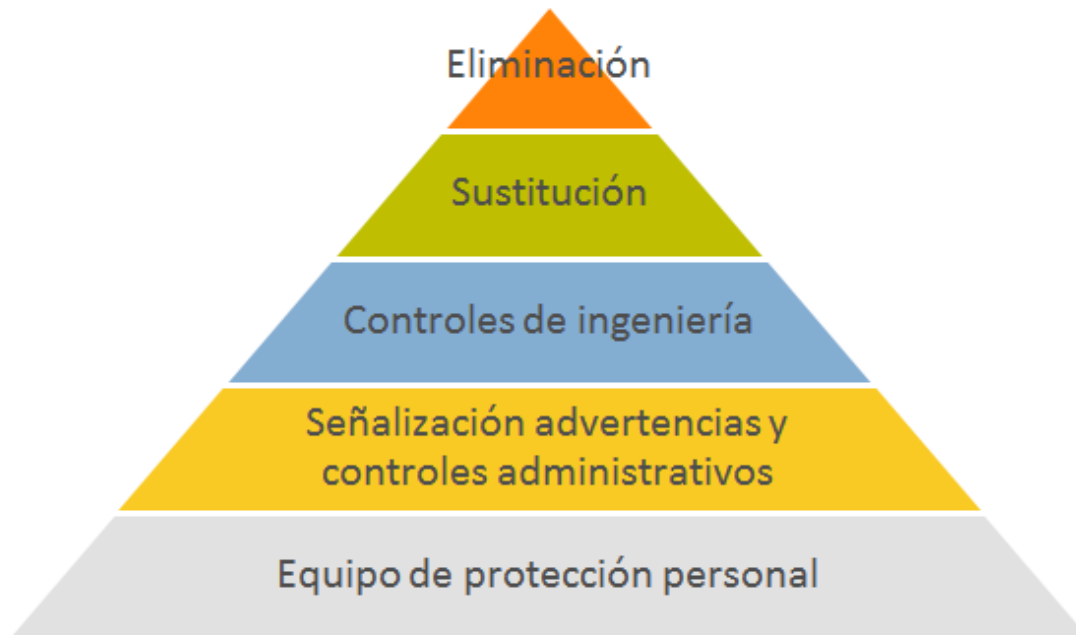 Eliminación
Sustitución
Controles de ingeniería
Señalización advertencias y
controles administrativos
Equipo de protección personal